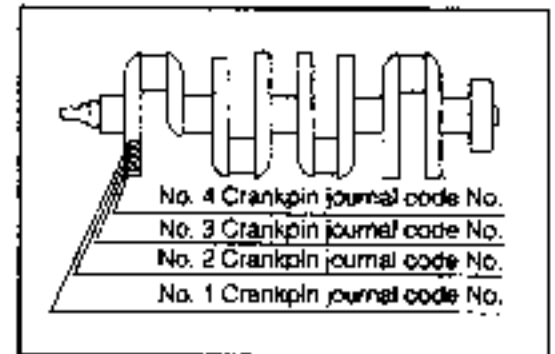 No. 4 Crankpin journal code No.
No. 3 Crankpin journal code No.
No. 2 Crankpin journal code No.
No. 1 Crankpin journal code No.